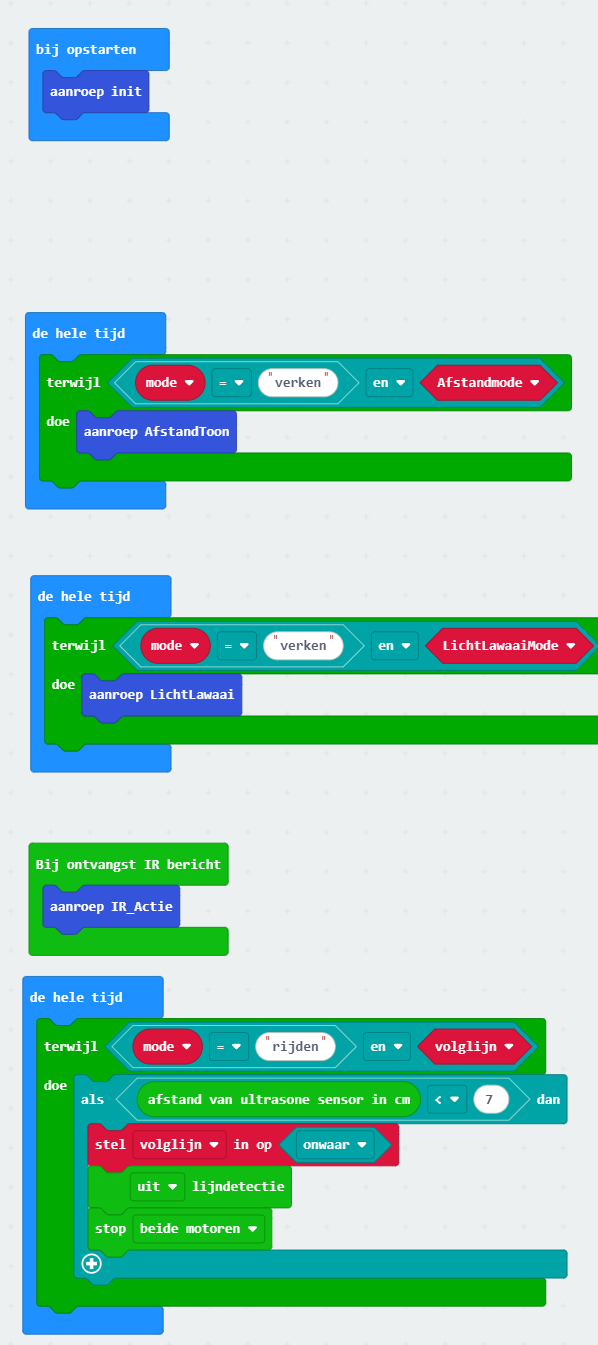 bij opstarten
aanroep init
de hele tijd
terwijl mode = "verken" en Afstandmode
doe aanroep AfstandToon
de hele tijd
terwijl mode = "verken" en LichtLawaaiMode
doe aanroep LichtLawaai
Bij ontvangst IR bericht
aanroep IR_Actie
de hele tijd
terwijl mode = "rijden" en volglijn
doe als afstand van ultrasone sensor in cm < 7 dan
stel volglijn in op onwaar
uit lijndetectie
stop beide motoren